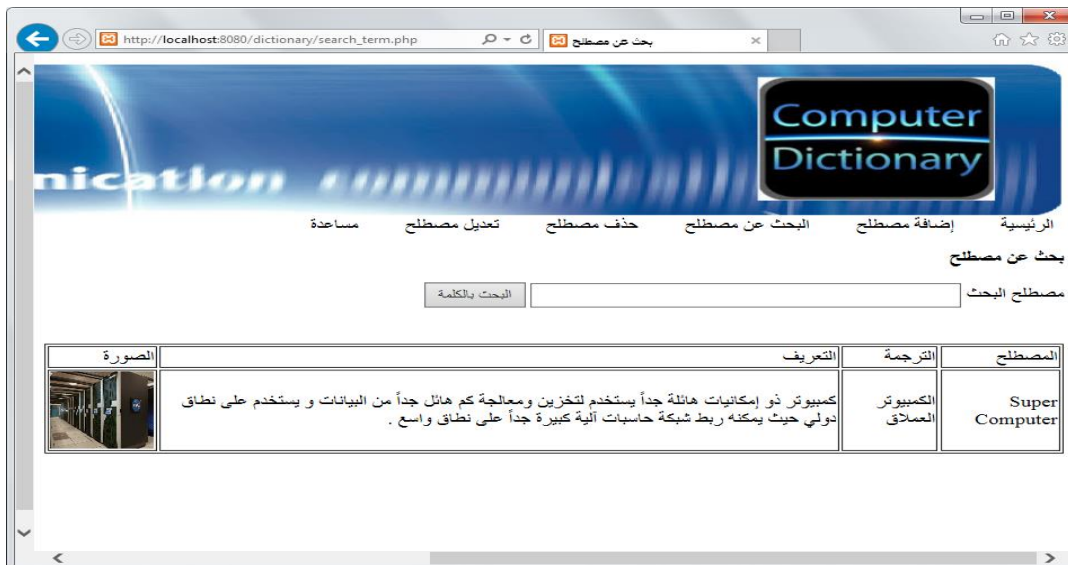 http://localhost:8080/dictionary/search_term.php
بحث عن مصطلح
Computer
Dictionary
nication
الرئيسية إضافة مصطلح البحث عن مصطلح حذف مصطلح تعديل مصطلح مساعدة
بحث عن مصطلح
مصطلح البحث البحث بالكلمة
المصطلح الترجمة التعريف الصورة
Super Computer
الكمبيوتر العملاق
كمبيوتر ذو إمكانيات هائلة جداً يستخدم لتخزين ومعالجة كم هائل جداً من البيانات و يستخدم على نطاق
دولي حيث يمكنه ربط شبكة حاسبات آلية كبيرة جداً على نطاق واسع .